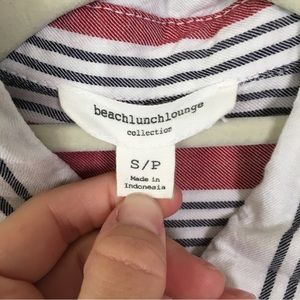 beachlunchlounge
collection
S/P
Made in
Indonesia